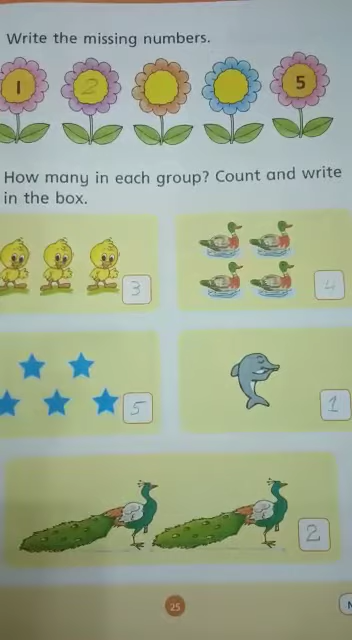 Write the missing numbers.
1 2 5
How many in each group? Count and write
in the box.
3 4
5 1
2
25